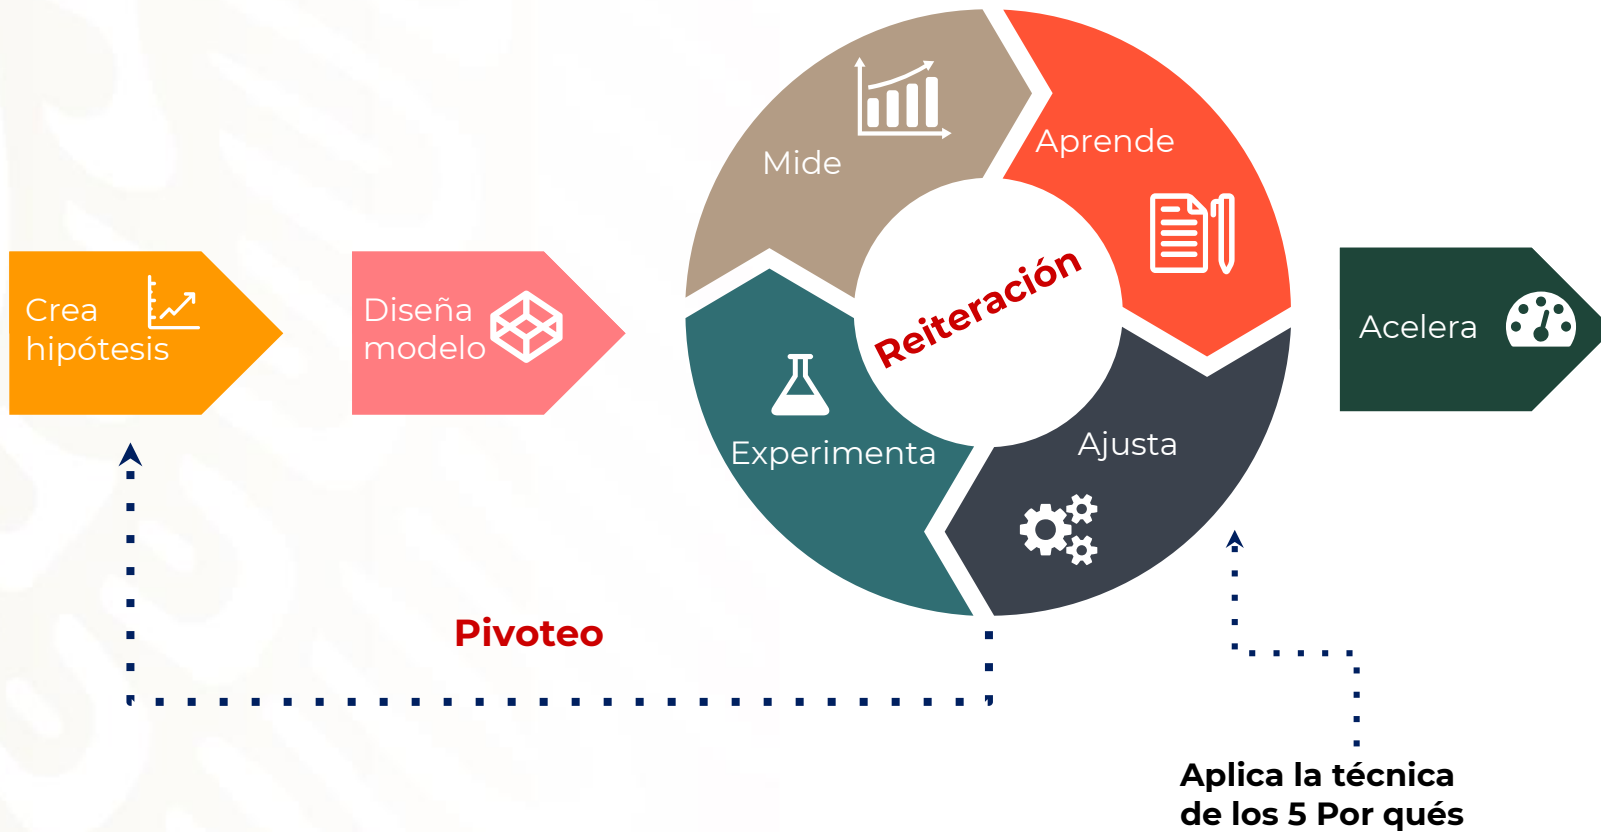 Crea
hipótesis
Diseña
modelo
Mide
Aprende
Reiteración
Experimenta
Ajusta
Acelera
Pivoteo
Aplica la técnica
de los 5 Por qués